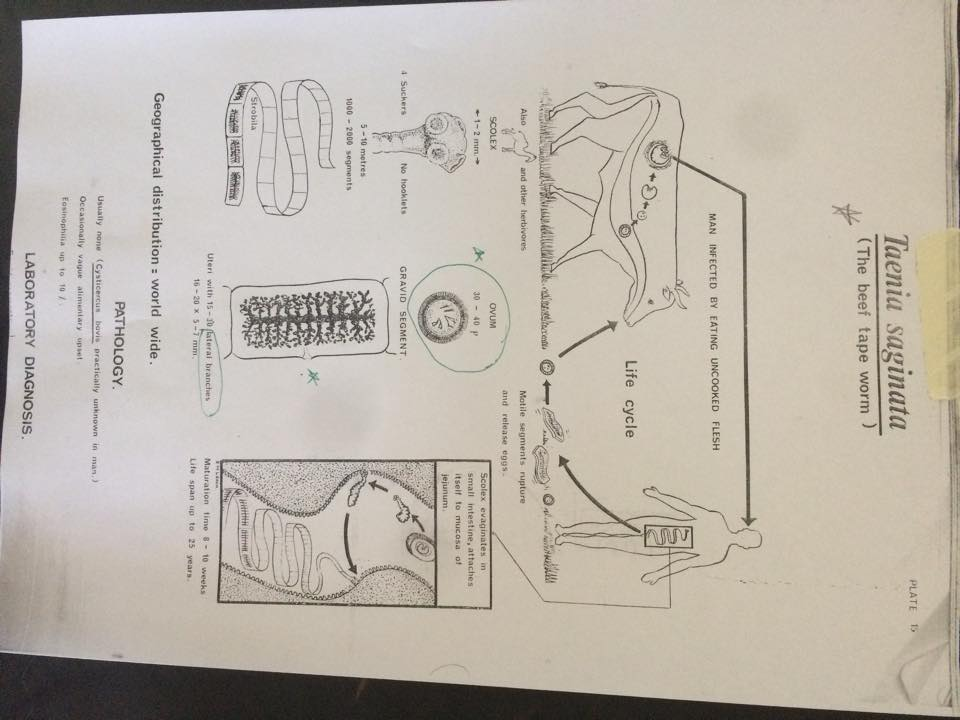 PLATE 15
Taenia saginata
(The beef tape worm)
MAN INFECTED BY EATING UNCOOKED FLESH
Life cycle
Also
and other herbivores
Motile segments rupture
and release eggs.
SCOLEX
1-2 mm
4 Suckers
No hooklets
5-10 metres
1000-2000 segments
Strobila
OVUM
30-40 µ
GRAVID SEGMENT.
Uteri with 15-30 lateral branches
16-20 × 5-7 mm.
Scolex evaginates in
small intestine, attaches
itself to mucosa of
jejunum.
Maturation time 8-10 weeks
Life span up to 25 years.
Geographical distribution = world wide.
PATHOLOGY.
Usually none (Cysticercus bovis practically unknown in man.)
Occasionally vague alimentary upset
Eosinophilia up to 10 /.
LABORATORY DIAGNOSIS.